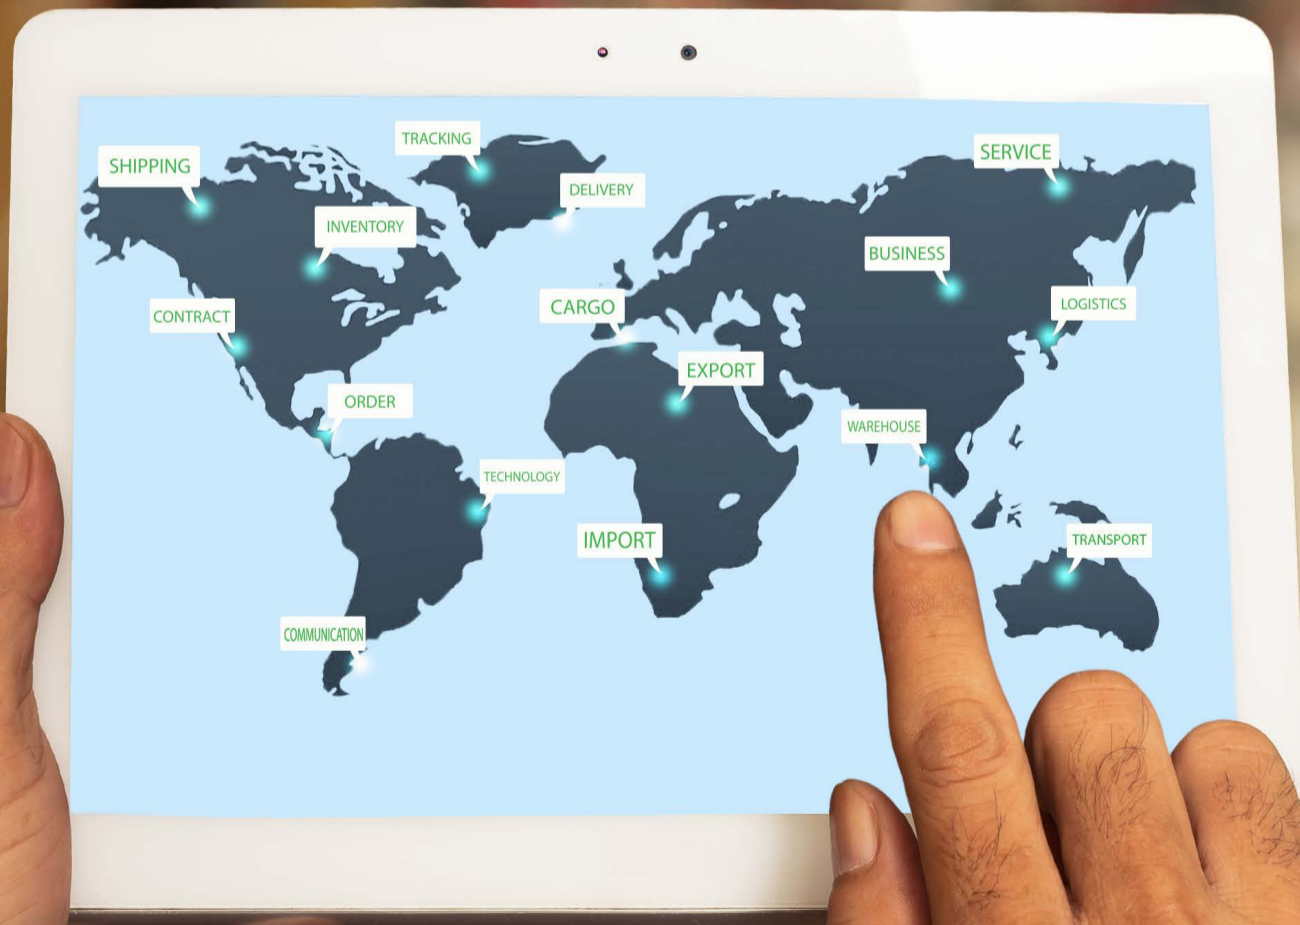 TRACKING
SERVICE
SHIPPING
DELIVERY
INVENTORY
BUSINESS
LOGISTICS
CARGO
CONTRACT
EXPORT
ORDER
WAREHOUSE
TECHNOLOGY
IMPORT
TRANSPORT
COMMUNICATION